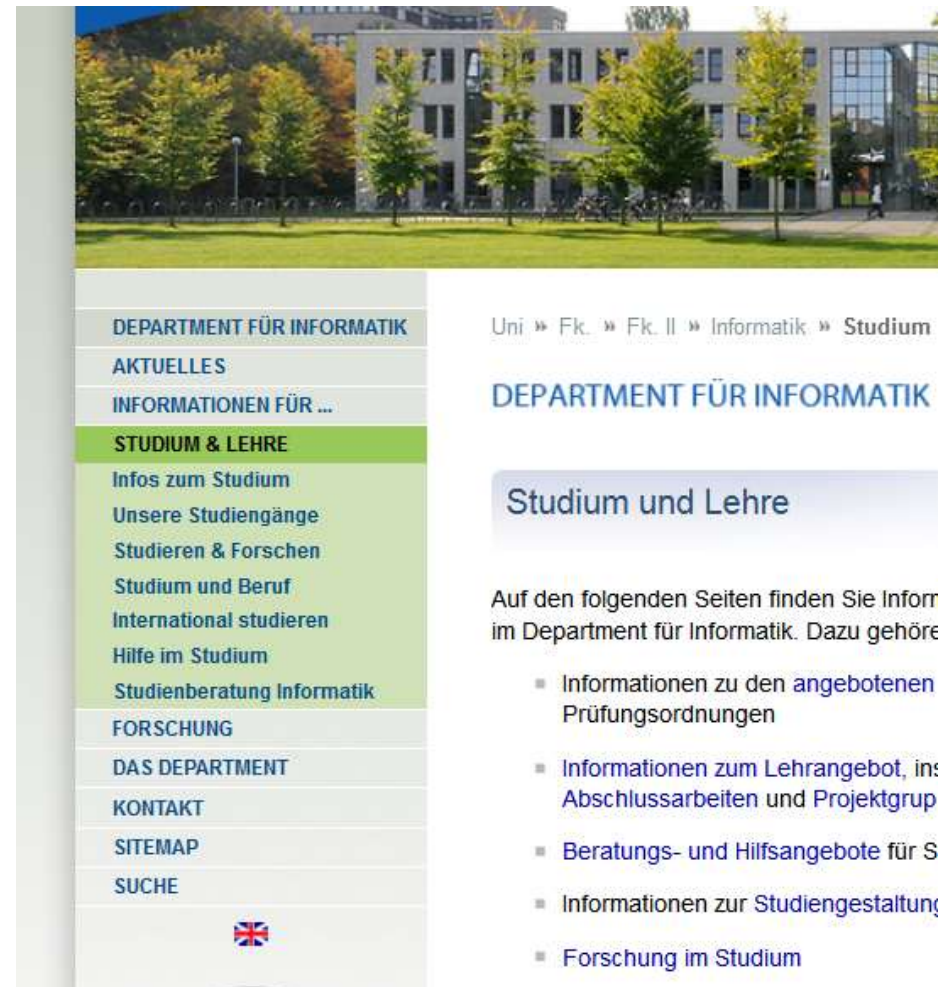 DEPARTMENT FÜR INFORMATIK
AKTUELLES
INFORMATIONEN FÜR ...
STUDIUM & LEHRE
Infos zum Studium
Unsere Studiengänge
Studieren & Forschen
Studium und Beruf
International studieren
Hilfe im Studium
Studienberatung Informatik
FORSCHUNG
DAS DEPARTMENT
KONTAKT
SITEMAP
SUCHE
Uni » Fk. » Fk. II » Informatik » Studium
DEPARTMENT FÜR INFORMATIK
Studium und Lehre
Auf den folgenden Seiten finden Sie Inform
im Department für Informatik. Dazu gehöre
Informationen zu den angebotenen
Prüfungsordnungen
Informationen zum Lehrangebot, ins
Abschlussarbeiten und Projektgrup
Beratungs- und Hilfsangebote für S
Informationen zur Studiengestaltung
Forschung im Studium